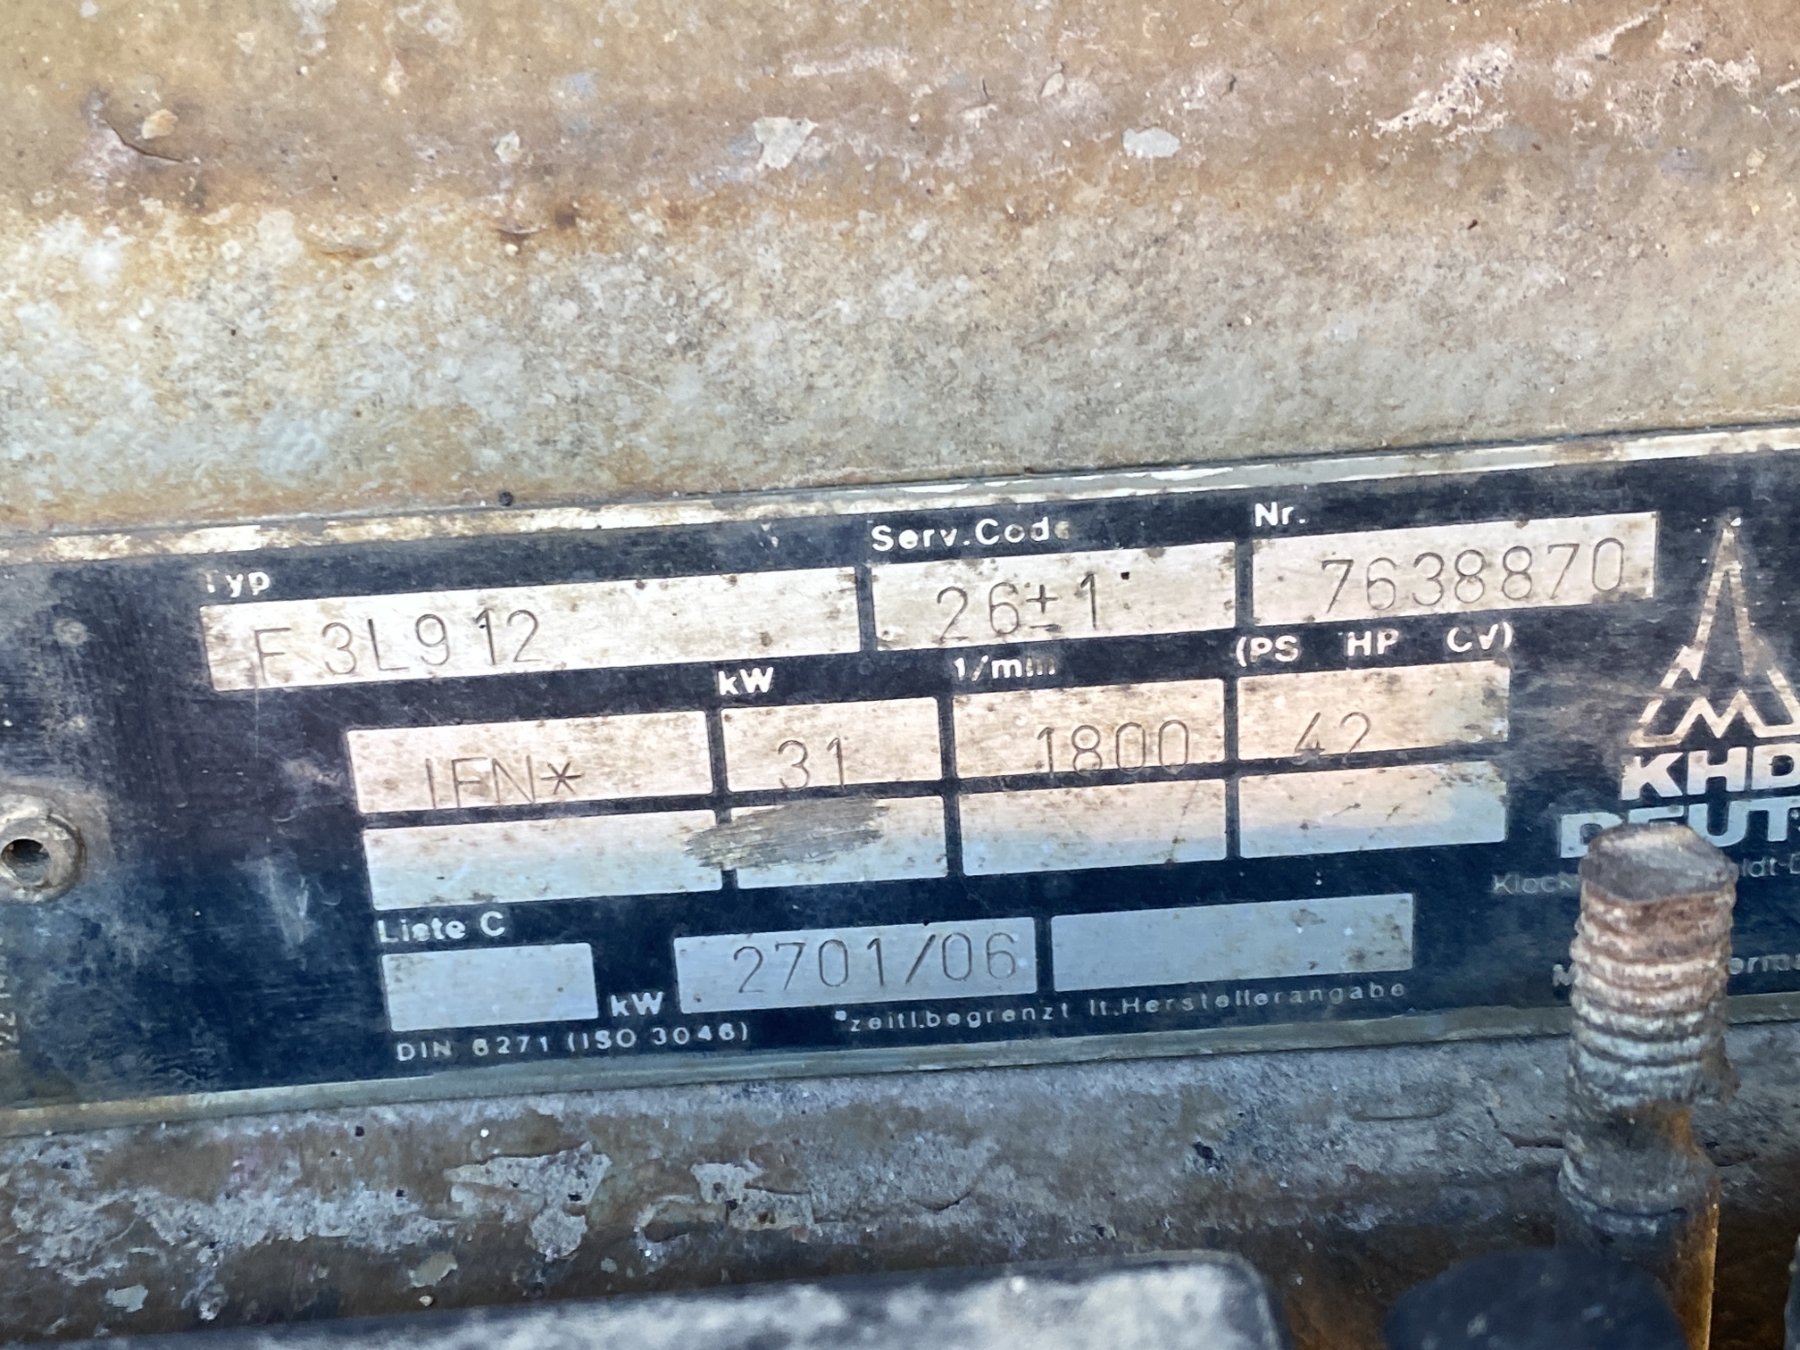 Typ Serv.Code Nr.
F3L912 26±1 7638870
kW 1/min (PS HP CV)
IFN* 31 1800 42
KHD
DEUT
Liste C
kW 2701/06
DIN 6271 (ISO 3046) *zeitl.begrenzt lt.Herstellerangabe